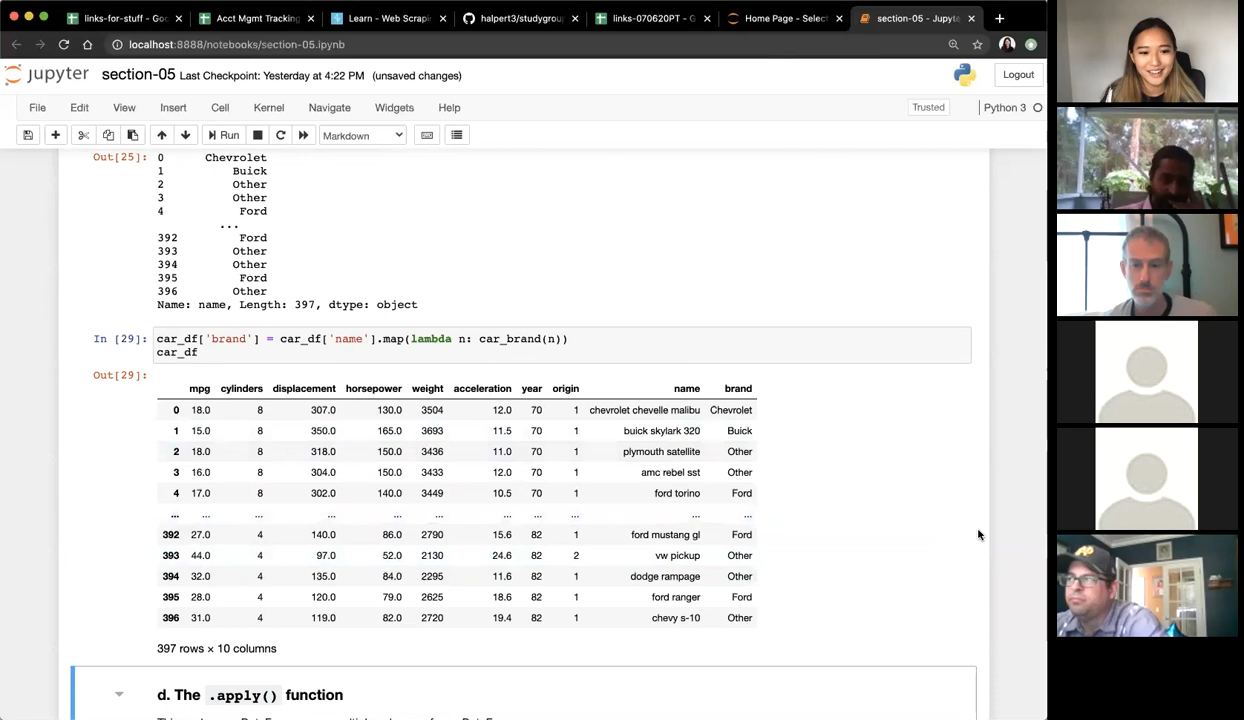 links-for-stuff - Goo
Acct Mgmt Tracking
Learn - Web Scrapin
halpert3/studygroup
links-070620PT - G
Home Page - Select
section-05 - Jupyte
localhost:8888/notebooks/section-05.ipynb
jupyter section-05 Last Checkpoint: Yesterday at 4:22 PM (unsaved changes) Logout
File Edit View Insert Cell Kernel Navigate Widgets Help Trusted Python 3
Run Markdown
Out[25]: 0 Chevrolet
1 Buick
2 Other
3 Other
4 Ford
...
392 Ford
393 Other
394 Other
395 Ford
396 Other
Name: name, Length: 397, dtype: object
In [29]: car_df['brand'] = car_df['name'].map(lambda n: car_brand(n))
car_df
Out[29]:
mpg cylinders displacement horsepower weight acceleration year origin name brand
0 18.0 8 307.0 130.0 3504 12.0 70 1 chevrolet chevelle malibu Chevrolet
1 15.0 8 350.0 165.0 3693 11.5 70 1 buick skylark 320 Buick
2 18.0 8 318.0 150.0 3436 11.0 70 1 plymouth satellite Other
3 16.0 8 304.0 150.0 3433 12.0 70 1 amc rebel sst Other
4 17.0 8 302.0 140.0 3449 10.5 70 1 ford torino Ford
... ... ... ... ... ... ... ... ... ... ...
392 27.0 4 140.0 86.0 2790 15.6 82 1 ford mustang gl Ford
393 44.0 4 97.0 52.0 2130 24.6 82 2 vw pickup Other
394 32.0 4 135.0 84.0 2295 11.6 82 1 dodge rampage Other
395 28.0 4 120.0 79.0 2625 18.6 82 1 ford ranger Ford
396 31.0 4 119.0 82.0 2720 19.4 82 1 chevy s-10 Other
397 rows × 10 columns
d. The .apply() function